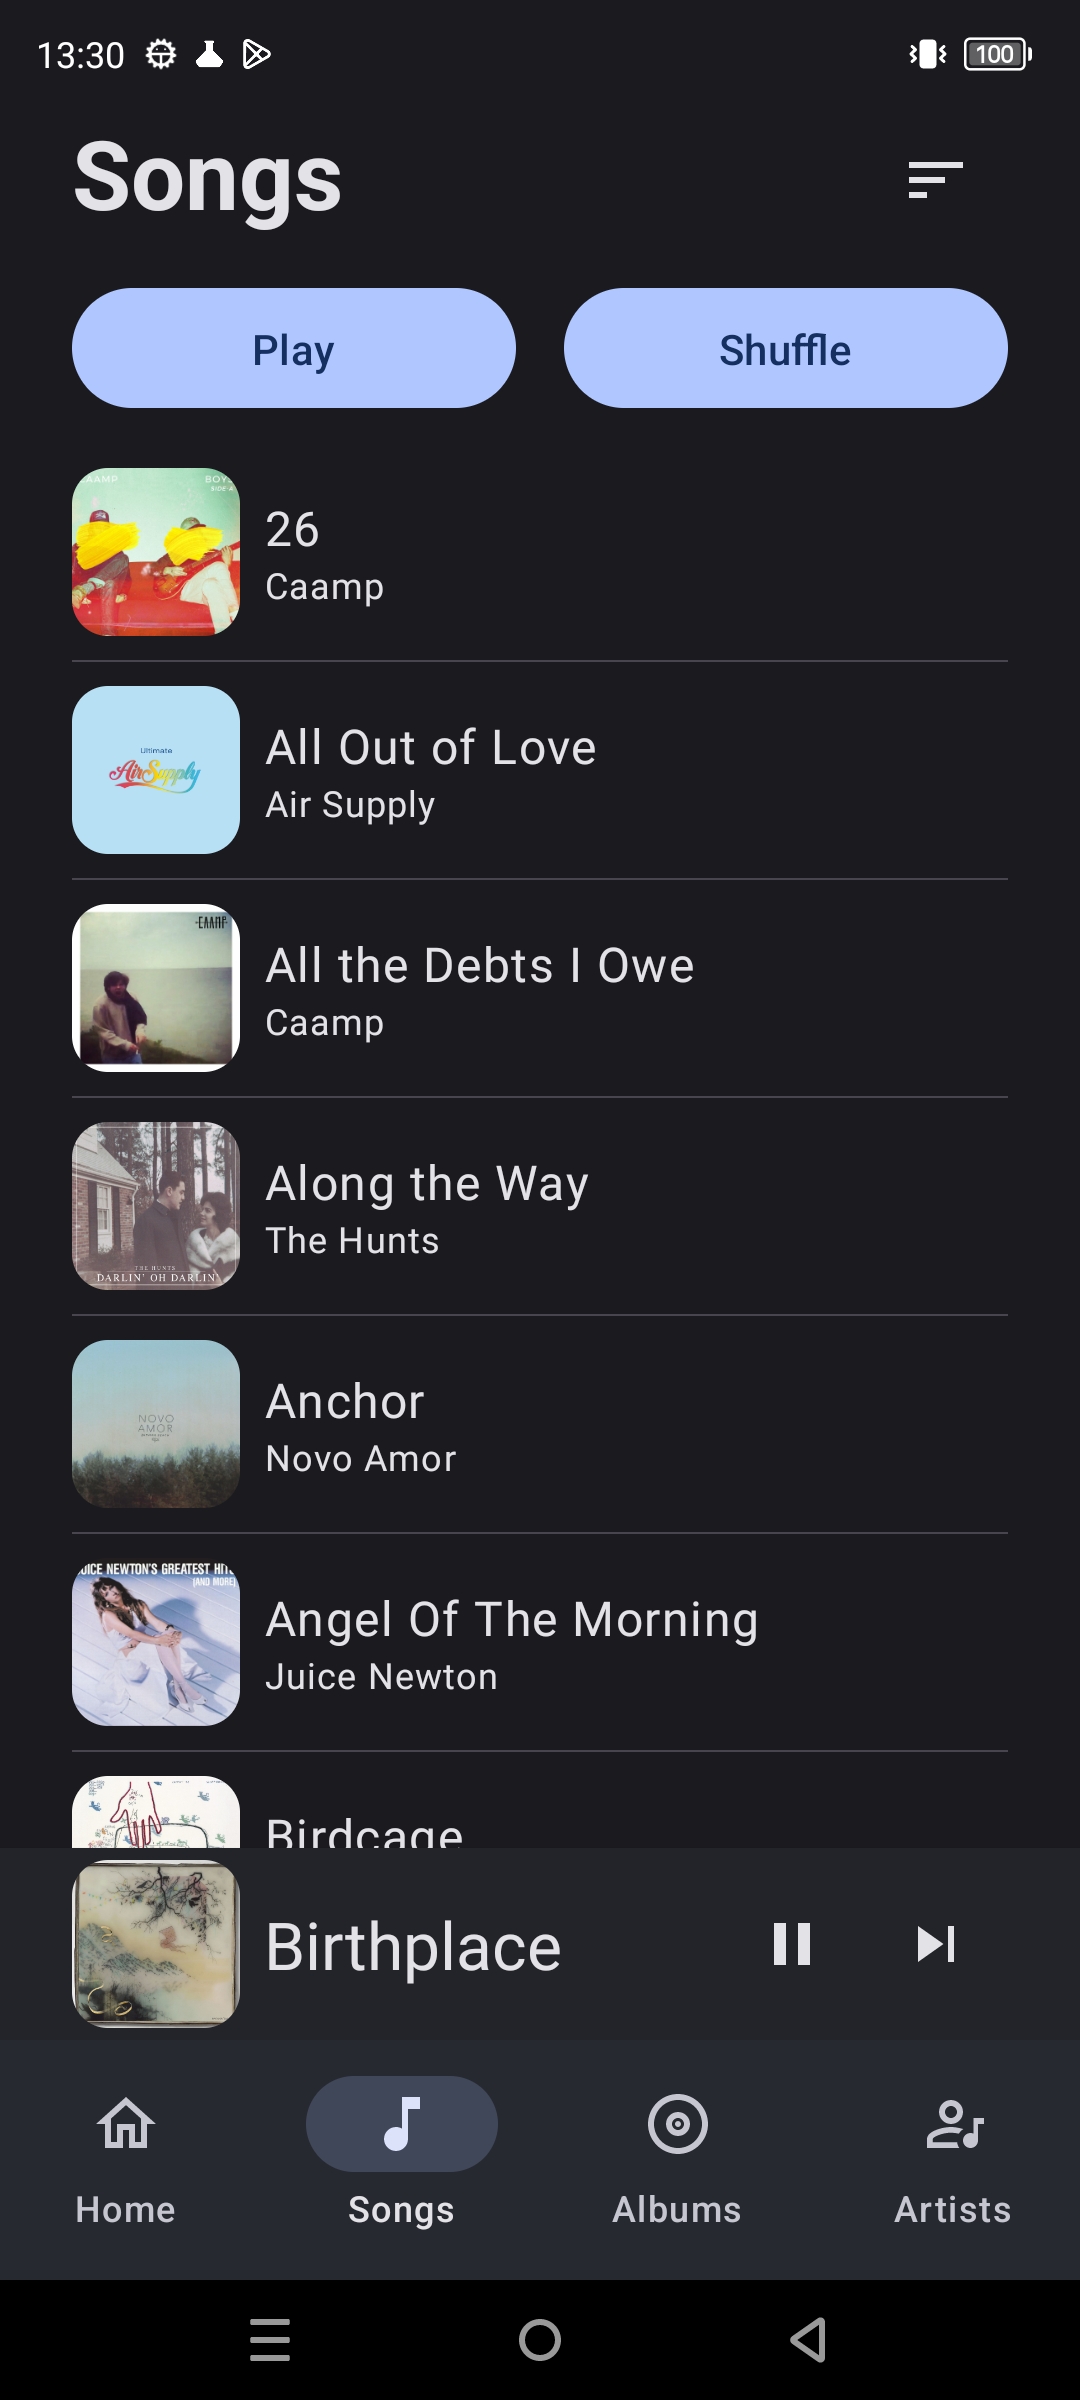 13:30
100
Songs
Play
Shuffle
CAAMP
BOYS
SIDE A
26
Caamp
Ultimate
Air Supply
All Out of Love
Air Supply
CAAMP
All the Debts I Owe
Caamp
THE HUNTS
DARLIN' OH DARLIN'
Along the Way
The Hunts
NOVO
AMOR
Anchor
Novo Amor
JUICE NEWTON'S GREATEST HITS
(AND MORE)
Angel Of The Morning
Juice Newton
Birdcage
Birthplace
Home
Songs
Albums
Artists